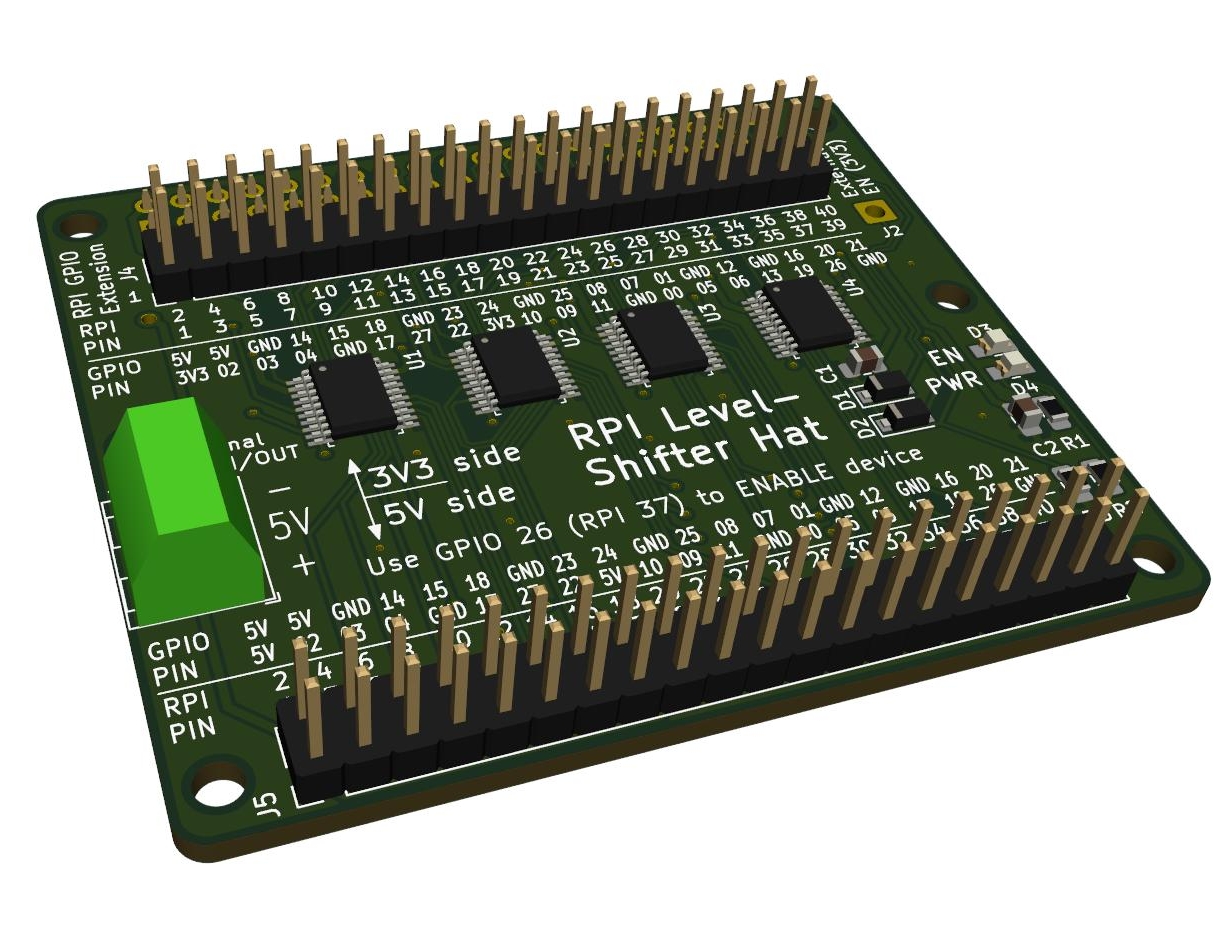 RPI GPIO
Extension
J4
1
EN (3V3)
J2
RPI
PIN
2 4 6 8 10 12 14 16 18 20 22 24 26 28 30 32 34 36 38 40
1 3 5 7 9 11 13 15 17 19 21 23 25 27 29 31 33 35 37 39
GPIO
PIN
5V 5V GND 14 15 18 GND 23 24 GND 25 08 07 01 GND 12 GND 16 20 21
3V3 02 03 04 GND 17 27 22 3V3 10 09 11 GND 00 05 06 13 19 26 GND
U1
U2
U3
U4
D3
EN
PWR
D4
C1
D1
D2
C2 R1
I/OUT
-
5V
+
3V3 side
5V side
RPI Level-
Shifter Hat
Use GPIO 26 (RPI 37) to ENABLE device
GPIO
PIN
5V 5V GND 14 15 18 GND 23 24 GND 25 08 07 01 GND 12 GND 16 20 21
5V
RPI
PIN
2 4 6
J5